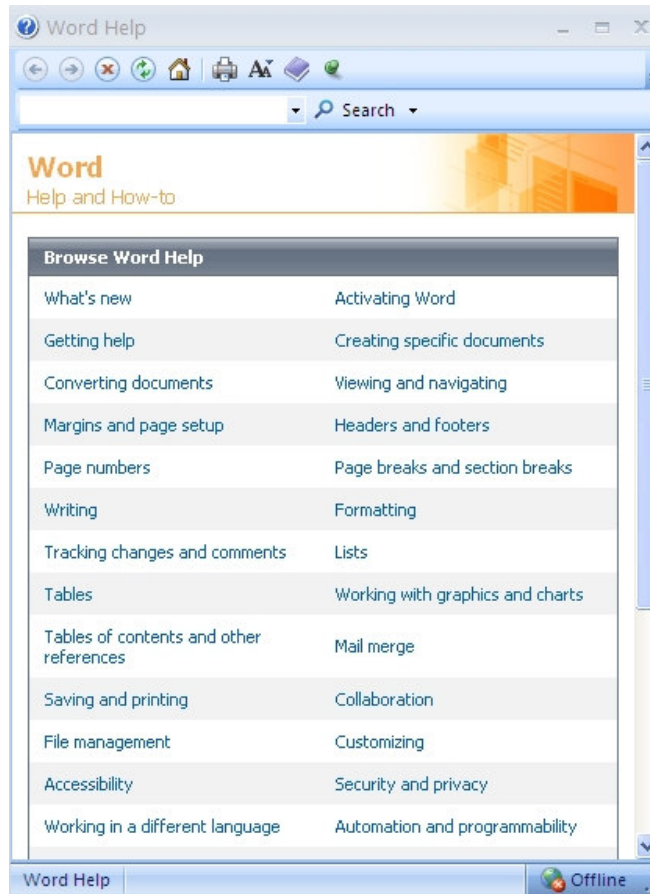 Word Help
Search
Word
Help and How-to
Browse Word Help
What's new
Activating Word
Getting help
Creating specific documents
Converting documents
Viewing and navigating
Margins and page setup
Headers and footers
Page numbers
Page breaks and section breaks
Writing
Formatting
Tracking changes and comments
Lists
Tables
Working with graphics and charts
Tables of contents and other
references
Mail merge
Saving and printing
Collaboration
File management
Customizing
Accessibility
Security and privacy
Working in a different language
Automation and programmability
Word Help
Offline